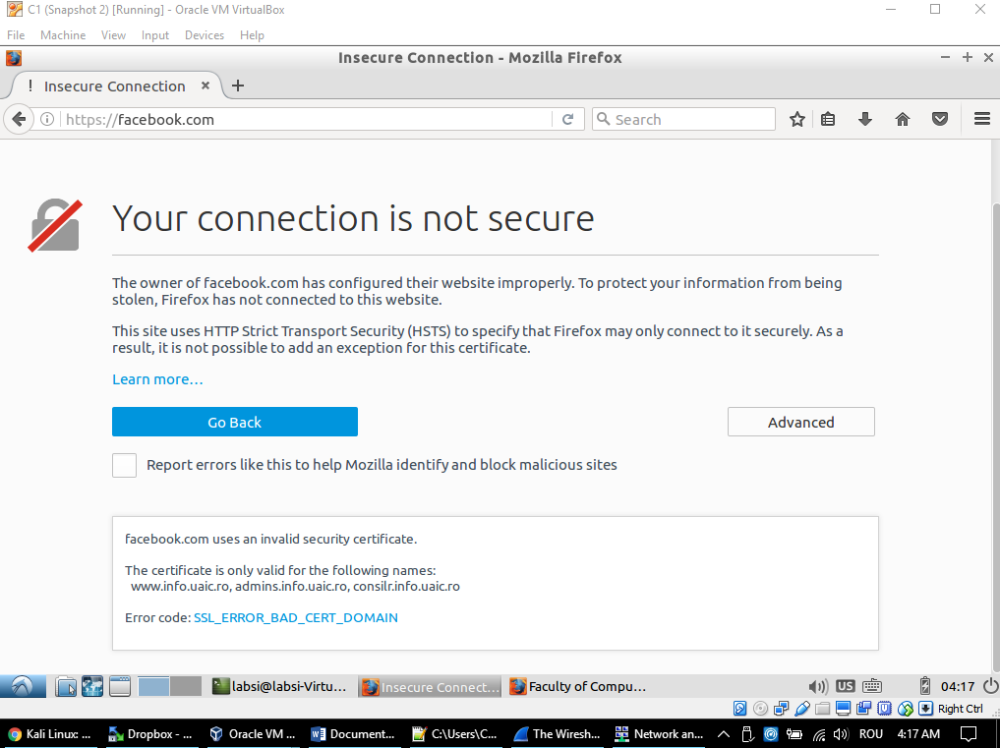 C1 (Snapshot 2) [Running] - Oracle VM VirtualBox
File Machine View Input Devices Help
Insecure Connection - Mozilla Firefox
! Insecure Connection × +
https://facebook.com
Search
Your connection is not secure
The owner of facebook.com has configured their website improperly. To protect your information from being
stolen, Firefox has not connected to this website.
This site uses HTTP Strict Transport Security (HSTS) to specify that Firefox may only connect to it securely. As a
result, it is not possible to add an exception for this certificate.
Learn more…
Go Back
Advanced
Report errors like this to help Mozilla identify and block malicious sites
facebook.com uses an invalid security certificate.
The certificate is only valid for the following names:
www.info.uaic.ro, admins.info.uaic.ro, consilr.info.uaic.ro
Error code: SSL_ERROR_BAD_CERT_DOMAIN
labsi@labsi-Virtu... Insecure Connect... Faculty of Compu... US 04:17
Right Ctrl
Kali Linux: ... Dropbox - ... Oracle VM ... Document... C:\Users\C... The Wiresh... Network an... ROU 4:17 AM